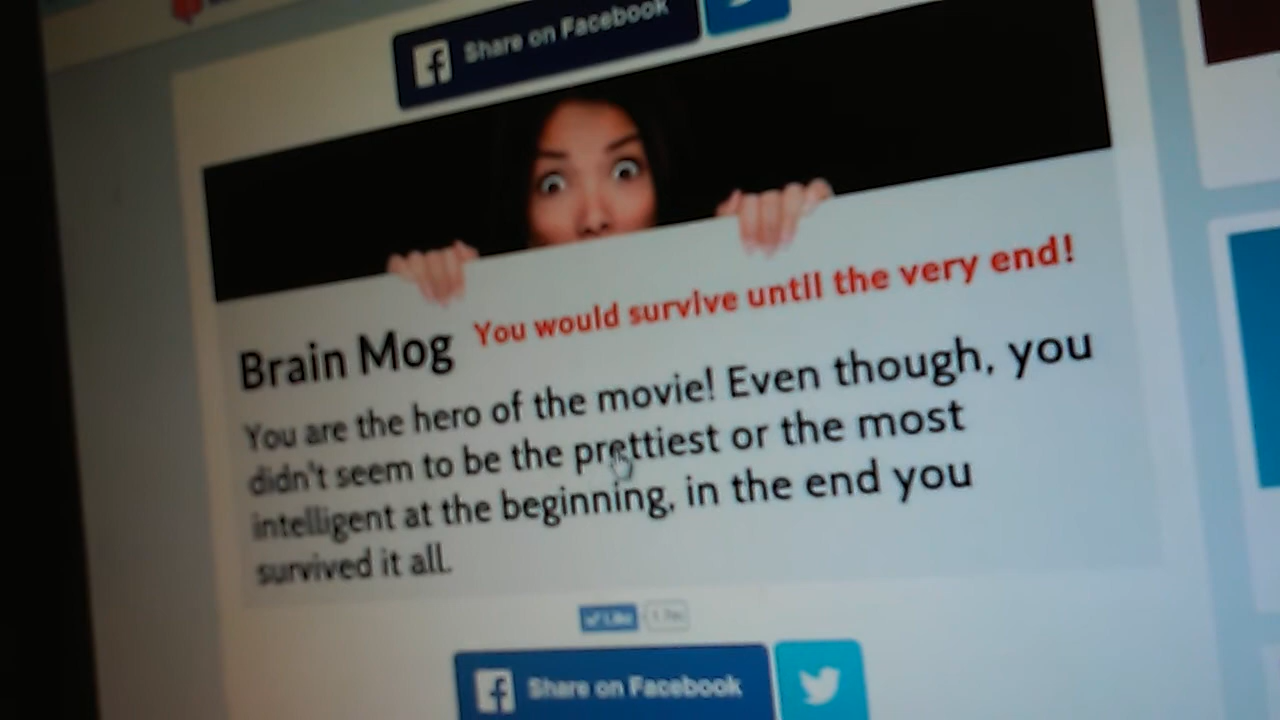 Share on Facebook
Brain Mog You would survive until the very end!
You are the hero of the movie! Even though, you
didn't seem to be the prettiest or the most
intelligent at the beginning, in the end you
survived it all.
Like
Share on Facebook